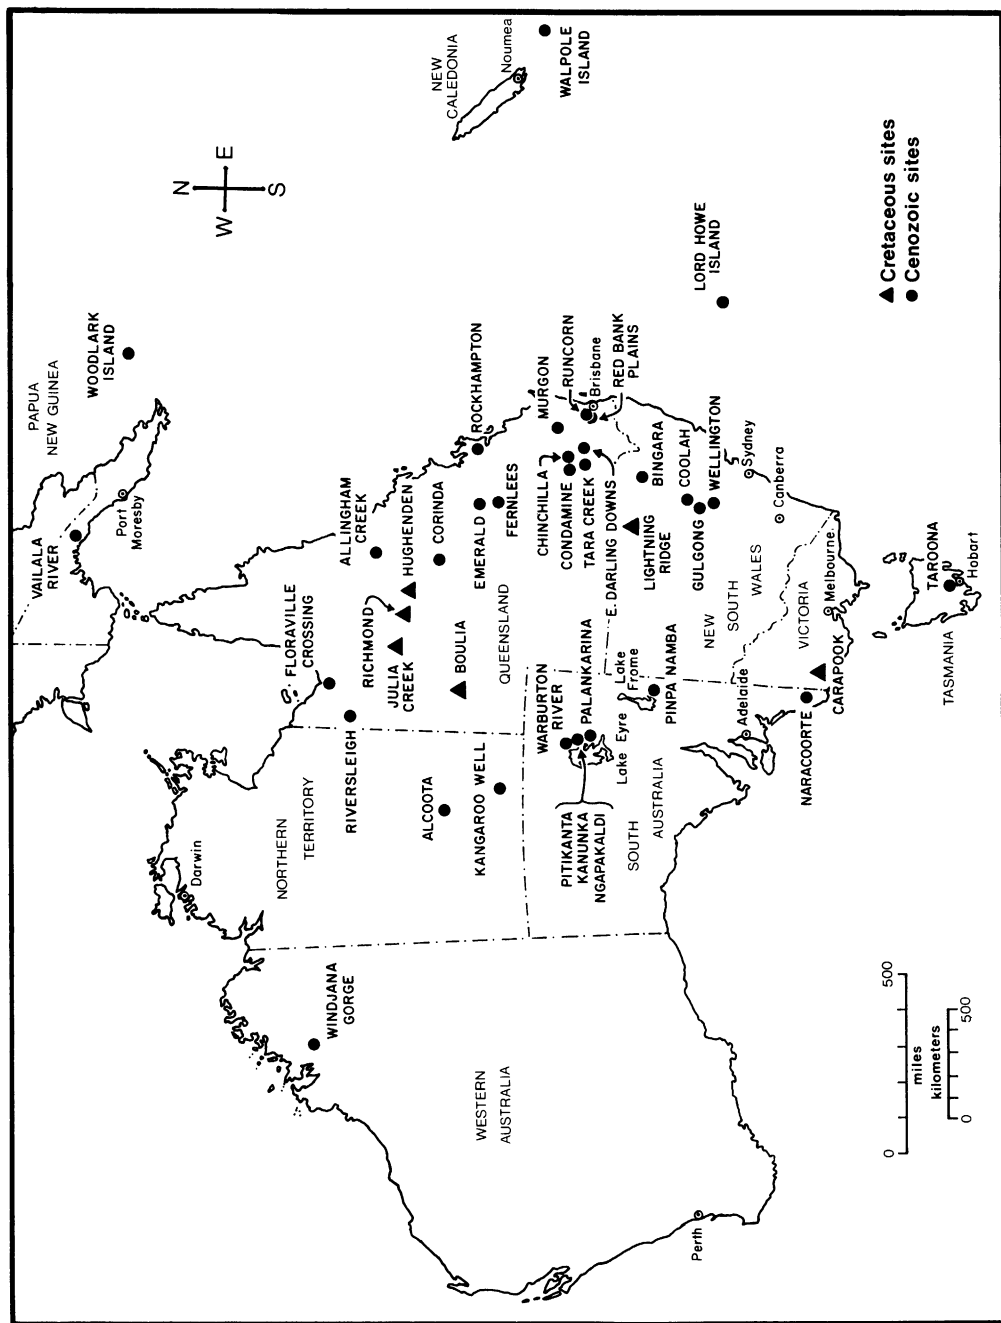 N
W
E
S
PAPUA
NEW GUINEA
WOODLARK
ISLAND
VAILALA
RIVER
Port
Moresby
NEW
CALEDONIA
Noumea
WALPOLE
ISLAND
Darwin
NORTHERN
TERRITORY
WINDJANA
GORGE
FLORAVILLE
CROSSING
RIVERSLEIGH
ALLINGHAM
CREEK
RICHMOND
HUGHENDEN
JULIA
CREEK
CORINDA
BOULIA
ROCKHAMPTON
EMERALD
FERNLEES
QUEENSLAND
ALCOOTA
KANGAROO WELL
WESTERN
AUSTRALIA
MURGON
RUNCORN
Brisbane
RED BANK
PLAINS
CHINCHILLA
CONDAMINE
TARA CREEK
E. DARLING DOWNS
WARBURTON
RIVER
PALANKARINA
PITIKANTA
KANUNKA
NGAPAKALDI
Lake Eyre
Lake
Frome
PINPA NAMBA
SOUTH
AUSTRALIA
BINGARA
LIGHTNING
RIDGE
COOLAH
GULGONG
WELLINGTON
NEW
SOUTH
WALES
Sydney
Canberra
LORD HOWE
ISLAND
Perth
Adelaide
NARACOORTE
CARAPOOK
VICTORIA
Melbourne
TAROONA
Hobart
TASMANIA
Cretaceous sites
Cenozoic sites
0
500
miles
kilometers
0
500